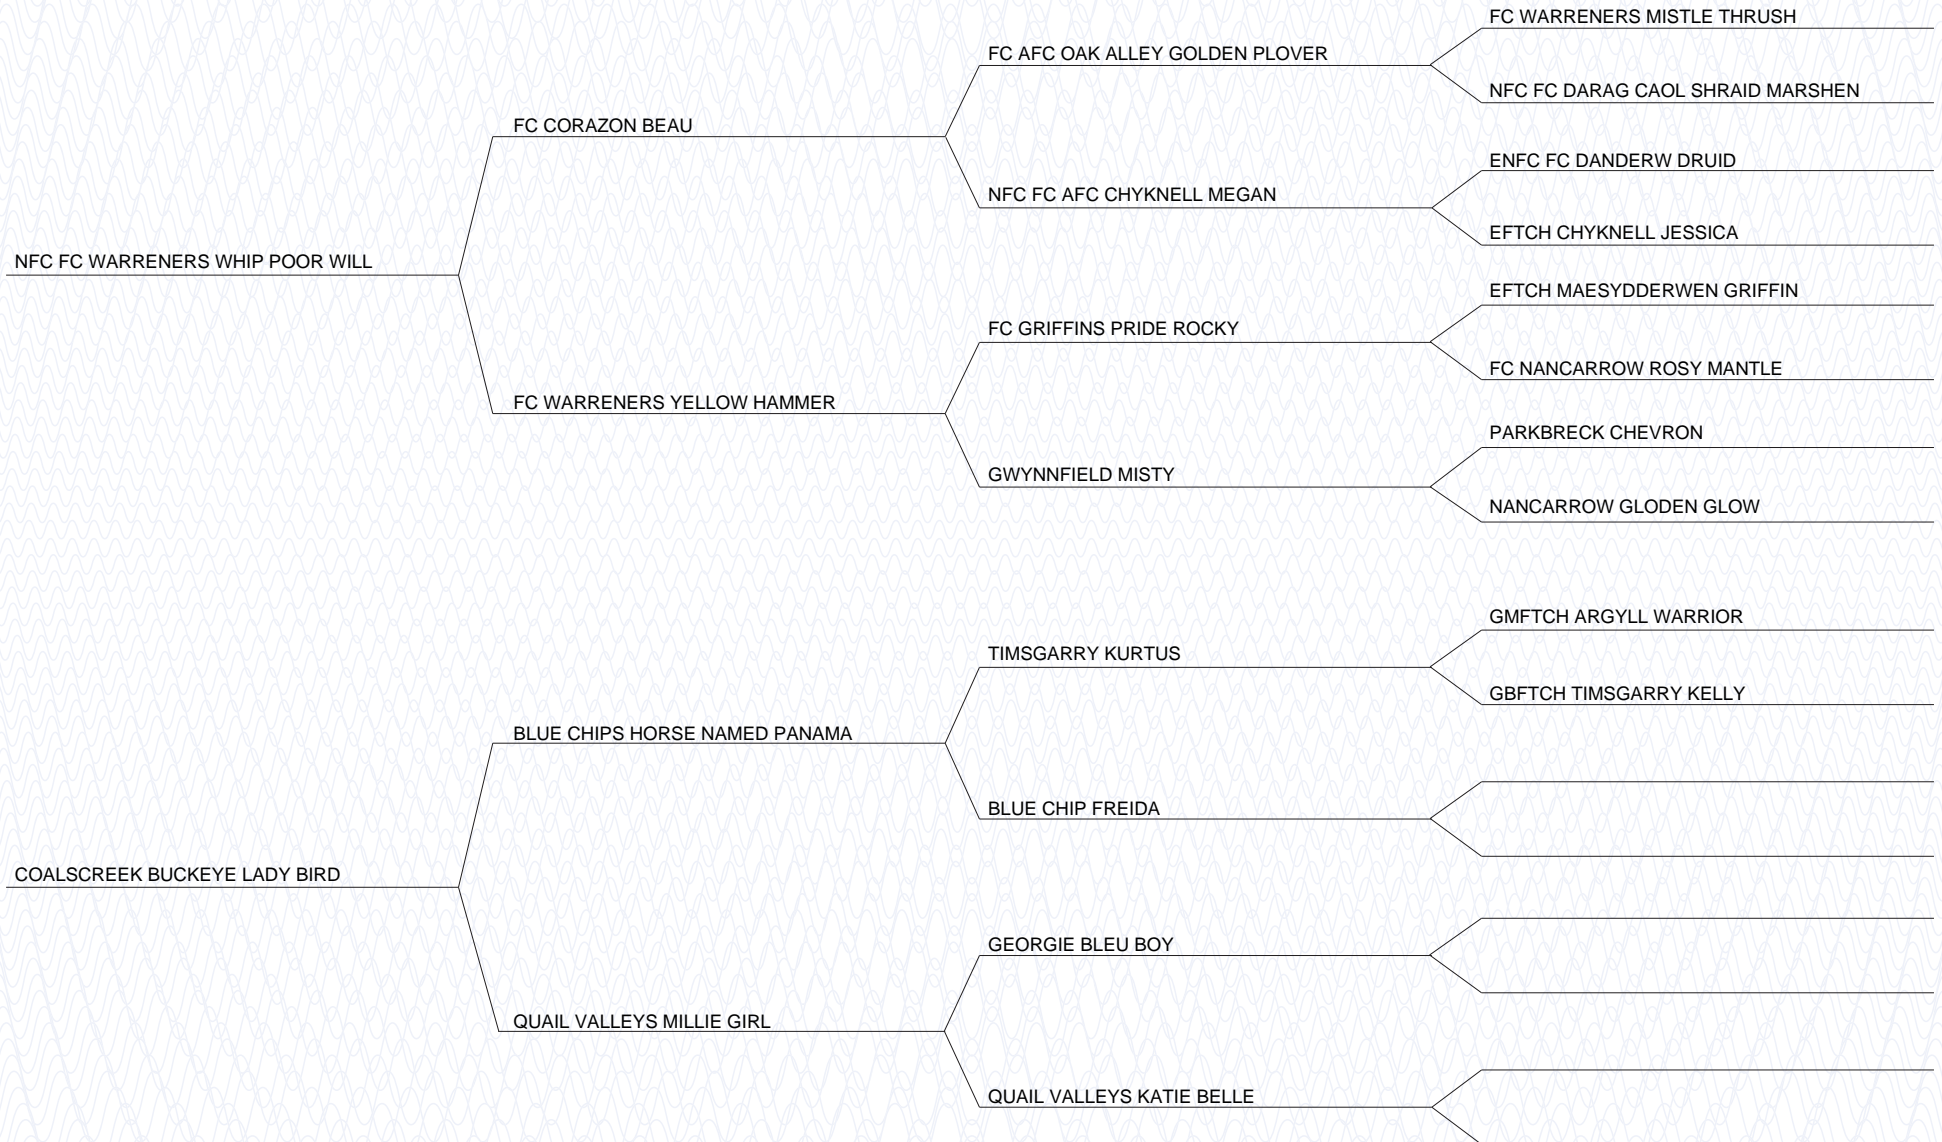 FC WARRENERS MISTLE THRUSH
FC AFC OAK ALLEY GOLDEN PLOVER
NFC FC DARAG CAOL SHRAID MARSHEN
FC CORAZON BEAU
ENFC FC DANDERW DRUID
NFC FC AFC CHYKNELL MEGAN
EFTCH CHYKNELL JESSICA
NFC FC WARRENERS WHIP POOR WILL
EFTCH MAESYDDERWEN GRIFFIN
FC GRIFFINS PRIDE ROCKY
FC NANCARROW ROSY MANTLE
FC WARRENERS YELLOW HAMMER
PARKBRECK CHEVRON
GWYNNFIELD MISTY
NANCARROW GLODEN GLOW
GMFTCH ARGYLL WARRIOR
TIMSGARRY KURTUS
GBFTCH TIMSGARRY KELLY
BLUE CHIPS HORSE NAMED PANAMA
BLUE CHIP FREIDA
COALSCREEK BUCKEYE LADY BIRD
GEORGIE BLEU BOY
QUAIL VALLEYS MILLIE GIRL
QUAIL VALLEYS KATIE BELLE